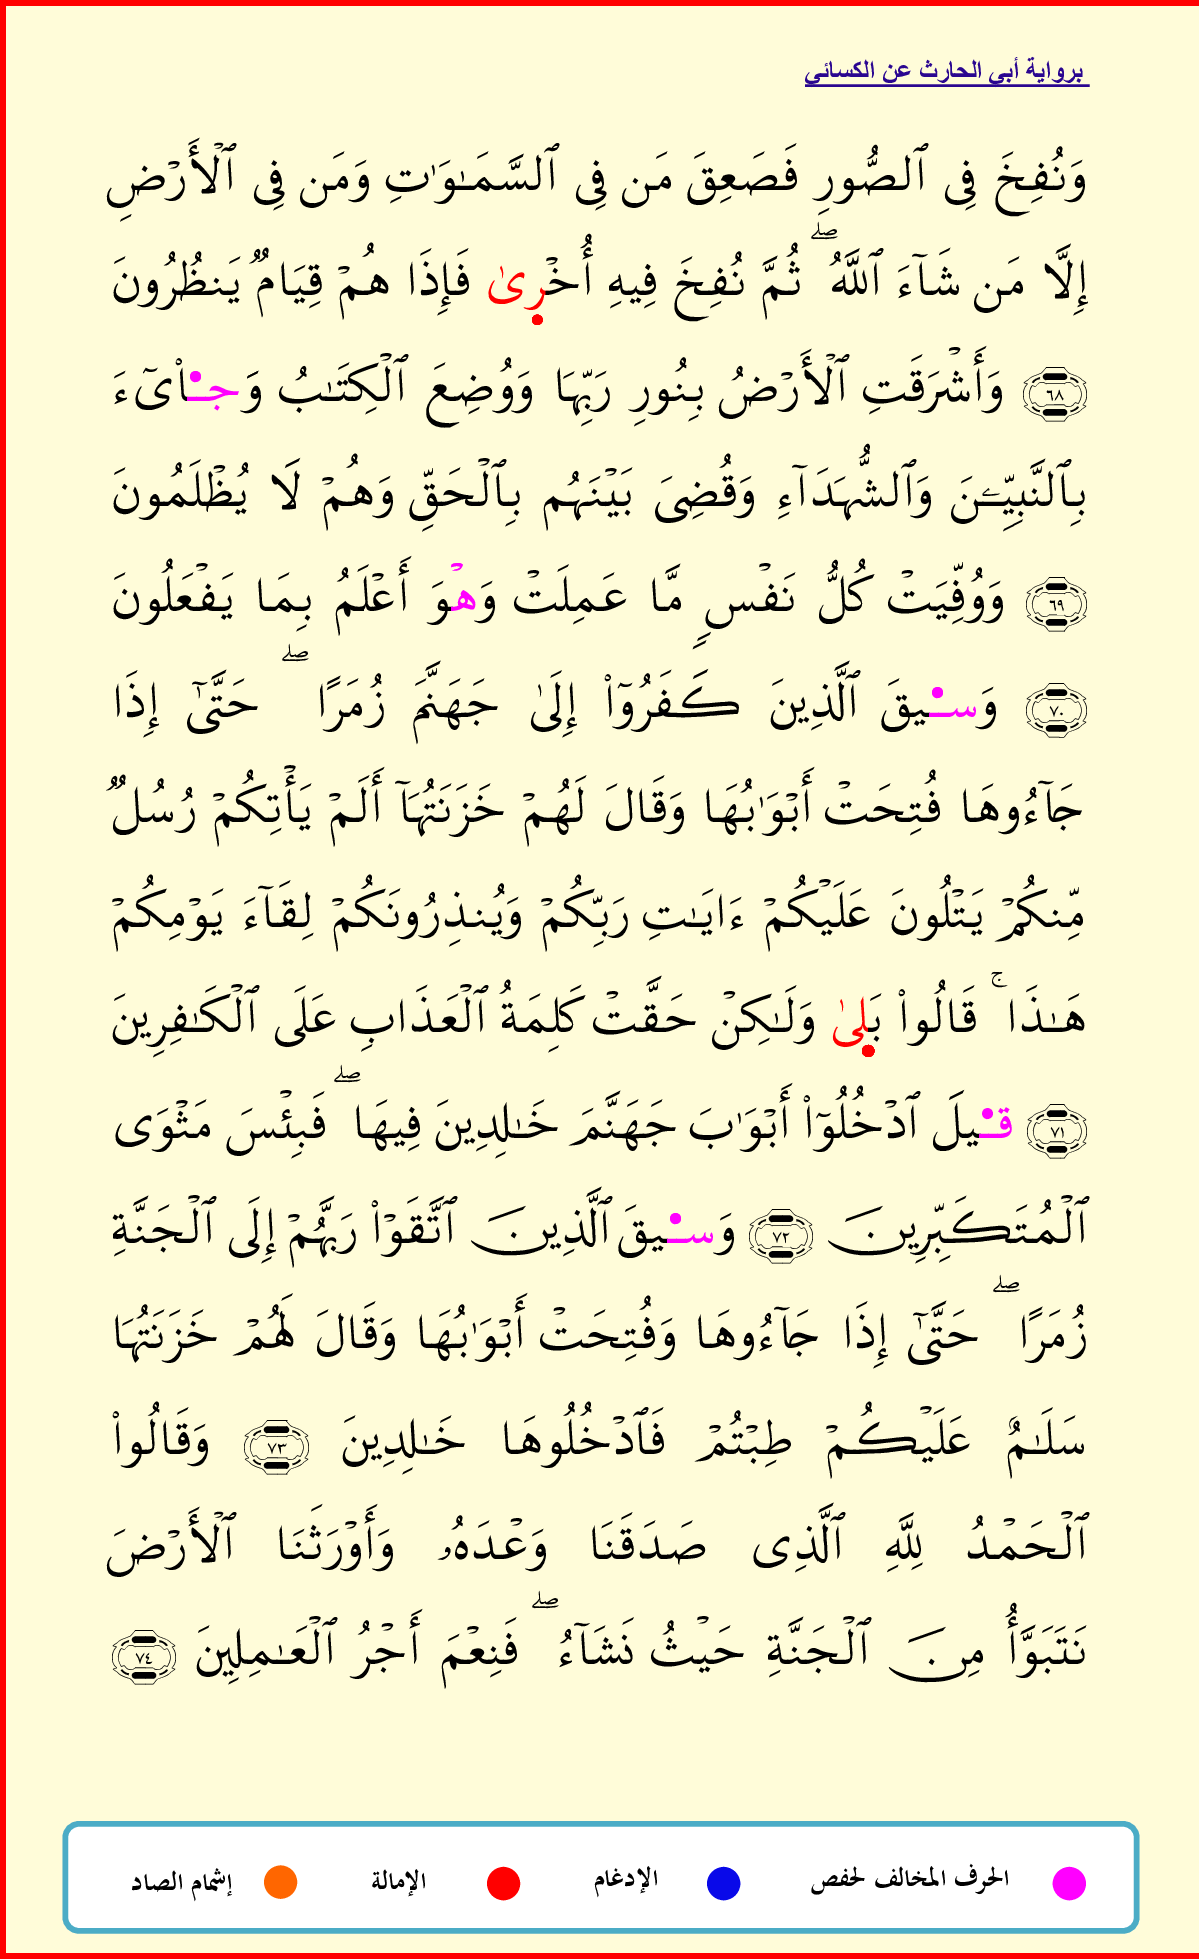 برواية أبي الحارث عن الكسائي
وَنُفِخَ فِى ٱلصُّورِ فَصَعِقَ مَن فِى ٱلسَّمَٰوَٰتِ وَمَن فِى ٱلْأَرْضِ
إِلَّا مَن شَآءَ ٱللَّهُ ۖ ثُمَّ نُفِخَ فِيهِ أُخْرِىٰ فَإِذَا هُمْ قِيَامٌ يَنظُرُونَ
٦٨ وَأَشْرَقَتِ ٱلْأَرْضُ بِنُورِ رَبِّهَا وَوُضِعَ ٱلْكِتَٰبُ وَجِا۟ىٓءَ
بِٱلنَّبِيِّۦنَ وَٱلشُّهَدَآءِ وَقُضِىَ بَيْنَهُم بِٱلْحَقِّ وَهُمْ لَا يُظْلَمُونَ
٦٩ وَوُفِّيَتْ كُلُّ نَفْسٍ مَّا عَمِلَتْ وَهْوَ أَعْلَمُ بِمَا يَفْعَلُونَ
٧٠ وَسيقَ ٱلَّذِينَ كَفَرُوٓا۟ إِلَىٰ جَهَنَّمَ زُمَرًا ۖ حَتَّىٰٓ إِذَا
جَآءُوهَا فُتِحَتْ أَبْوَٰبُهَا وَقَالَ لَهُمْ خَزَنَتُهَآ أَلَمْ يَأْتِكُمْ رُسُلٌ
مِّنكُمْ يَتْلُونَ عَلَيْكُمْ ءَايَٰتِ رَبِّكُمْ وَيُنذِرُونَكُمْ لِقَآءَ يَوْمِكُمْ
هَٰذَا ۚ قَالُوا۟ بَلِىٰ وَلَٰكِنْ حَقَّتْ كَلِمَةُ ٱلْعَذَابِ عَلَى ٱلْكَٰفِرِينَ
٧١ قيلَ ٱدْخُلُوٓا۟ أَبْوَٰبَ جَهَنَّمَ خَٰلِدِينَ فِيهَا ۖ فَبِئْسَ مَثْوَى
ٱلْمُتَكَبِّرِينَ ٧٢ وَسيقَ ٱلَّذِينَ ٱتَّقَوْا۟ رَبَّهُمْ إِلَى ٱلْجَنَّةِ
زُمَرًا ۖ حَتَّىٰٓ إِذَا جَآءُوهَا وَفُتِحَتْ أَبْوَٰبُهَا وَقَالَ لَهُمْ خَزَنَتُهَا
سَلَٰمٌ عَلَيْكُمْ طِبْتُمْ فَٱدْخُلُوهَا خَٰلِدِينَ ٧٣ وَقَالُوا۟
ٱلْحَمْدُ لِلَّهِ ٱلَّذِى صَدَقَنَا وَعْدَهُۥ وَأَوْرَثَنَا ٱلْأَرْضَ
نَتَبَوَّأُ مِنَ ٱلْجَنَّةِ حَيْثُ نَشَآءُ ۖ فَنِعْمَ أَجْرُ ٱلْعَٰمِلِينَ ٧٤
الحرف المخالف لحفص الإدغام الإمالة إشمام الصاد